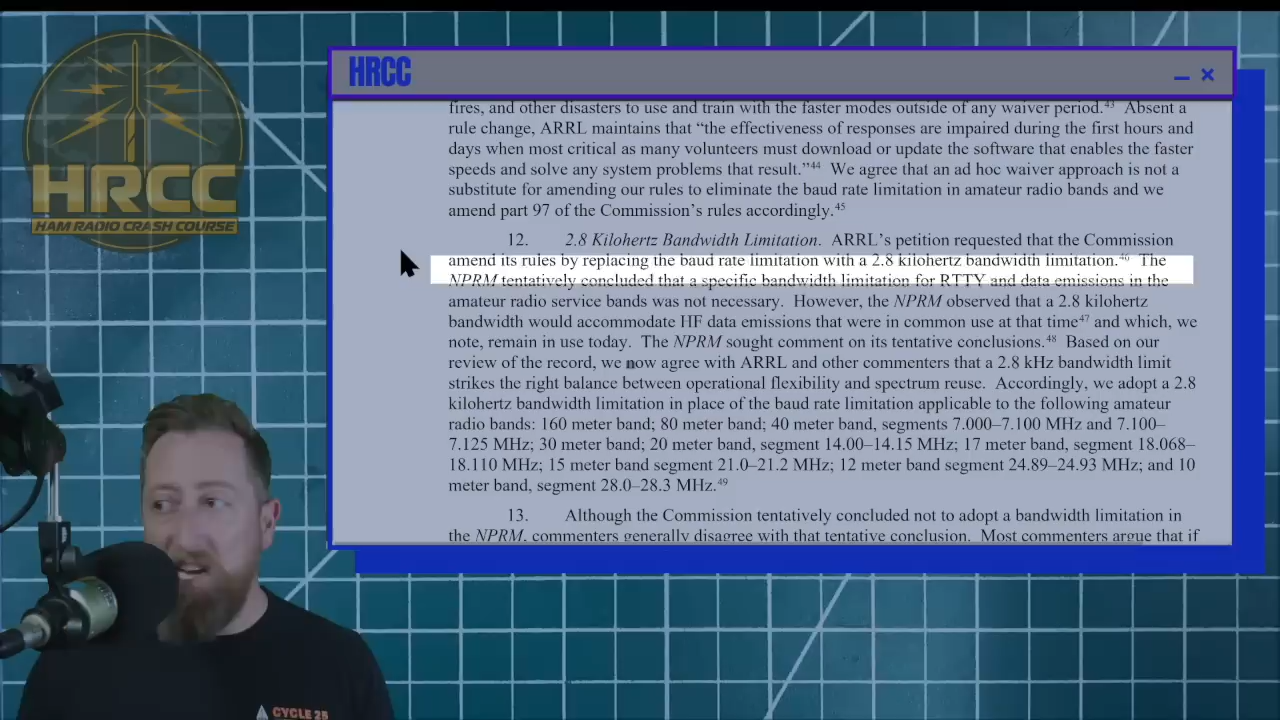 HRCC
HAM RADIO CRASH COURSE
HRCC
fires, and other disasters to use and train with the faster modes outside of any waiver period.43 Absent a
rule change, ARRL maintains that “the effectiveness of responses are impaired during the first hours and
days when most critical as many volunteers must download or update the software that enables the faster
speeds and solve any system problems that result.”44 We agree that an ad hoc waiver approach is not a
substitute for amending our rules to eliminate the baud rate limitation in amateur radio bands and we
amend part 97 of the Commission’s rules accordingly.45
12. 2.8 Kilohertz Bandwidth Limitation. ARRL’s petition requested that the Commission
amend its rules by replacing the baud rate limitation with a 2.8 kilohertz bandwidth limitation.46 The
NPRM tentatively concluded that a specific bandwidth limitation for RTTY and data emissions in the
amateur radio service bands was not necessary. However, the NPRM observed that a 2.8 kilohertz
bandwidth would accommodate HF data emissions that were in common use at that time47 and which, we
note, remain in use today. The NPRM sought comment on its tentative conclusions.48 Based on our
review of the record, we now agree with ARRL and other commenters that a 2.8 kHz bandwidth limit
strikes the right balance between operational flexibility and spectrum reuse. Accordingly, we adopt a 2.8
kilohertz bandwidth limitation in place of the baud rate limitation applicable to the following amateur
radio bands: 160 meter band; 80 meter band; 40 meter band, segments 7.000–7.100 MHz and 7.100–
7.125 MHz; 30 meter band; 20 meter band, segment 14.00–14.15 MHz; 17 meter band, segment 18.068–
18.110 MHz; 15 meter band segment 21.0–21.2 MHz; 12 meter band segment 24.89–24.93 MHz; and 10
meter band, segment 28.0–28.3 MHz.49
13. Although the Commission tentatively concluded not to adopt a bandwidth limitation in
the NPRM, commenters generally disagree with that tentative conclusion. Most commenters argue that if
CYCLE 25